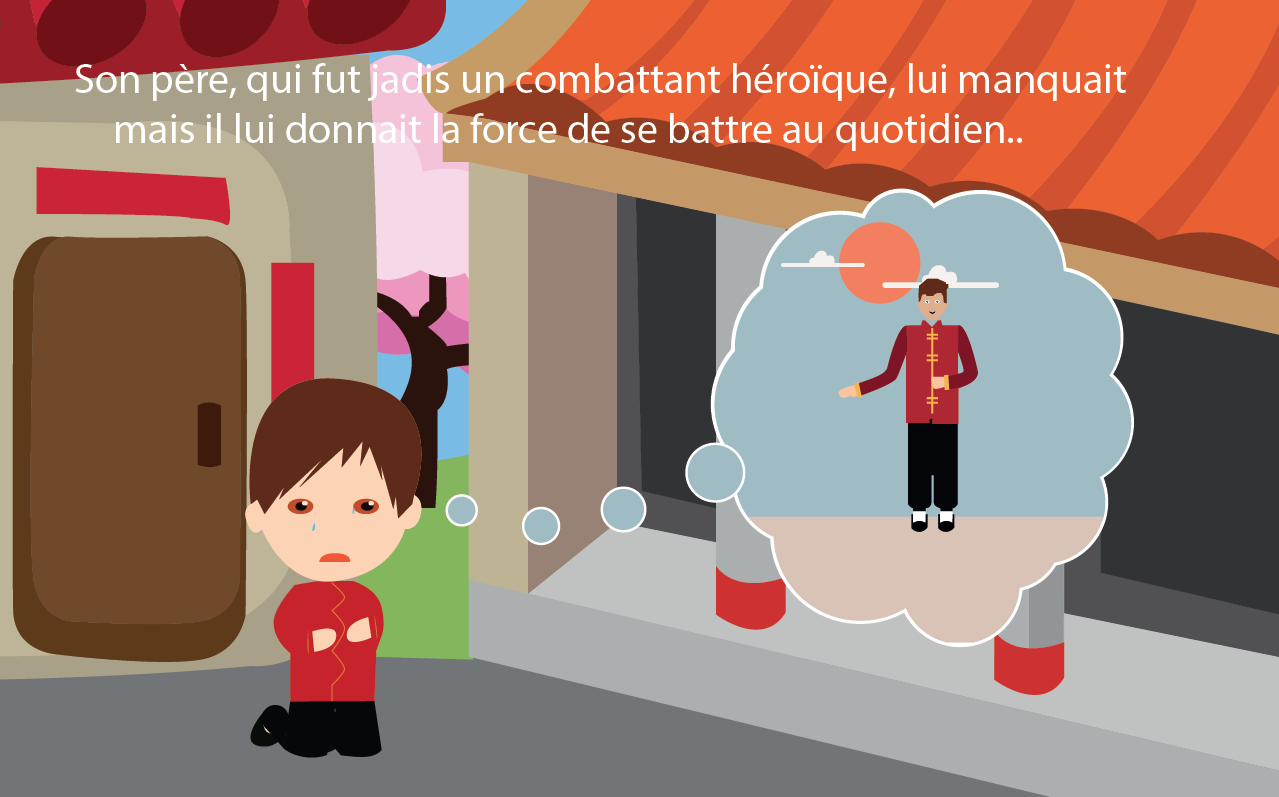 Son père, qui fut jadis un combattant héroïque, lui manquait
mais il lui donnait la force de se battre au quotidien..